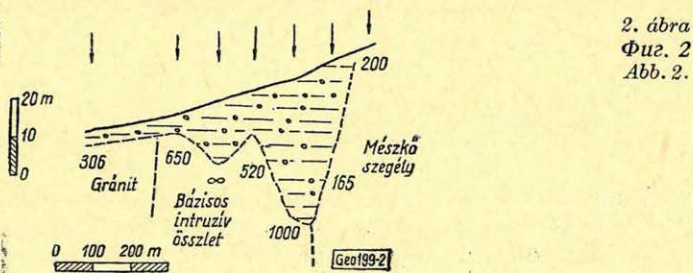 2. ábra
Фиг. 2
Abb. 2.
200
20 m
10
0
306
650
520
165
Gránit
∞
Mészkő
szegély
Bázisos
intruzív
összlet
1000
0 100 200 m
Geo199-2